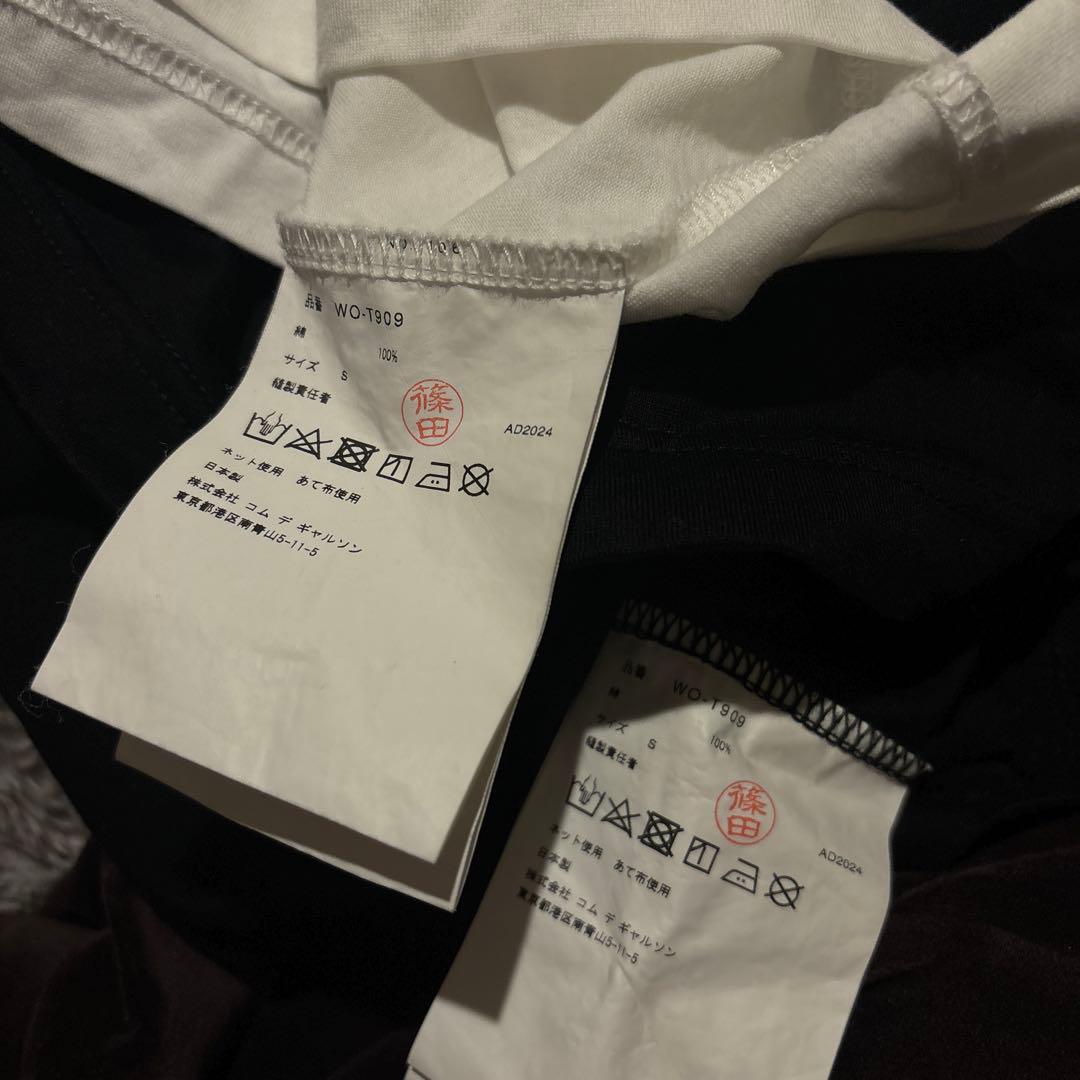 品番 WO-T909
綿 100%
サイズ S
縫製責任者
篠田
AD2024
ネット使用 あて布使用
日本製
株式会社 コム デ ギャルソン
東京都港区南青山5-11-5
品番 WO-T909
綿 100%
サイズ S
縫製責任者
篠田
AD2024
ネット使用 あて布使用
日本製
株式会社 コム デ ギャルソン
東京都港区南青山5-11-5